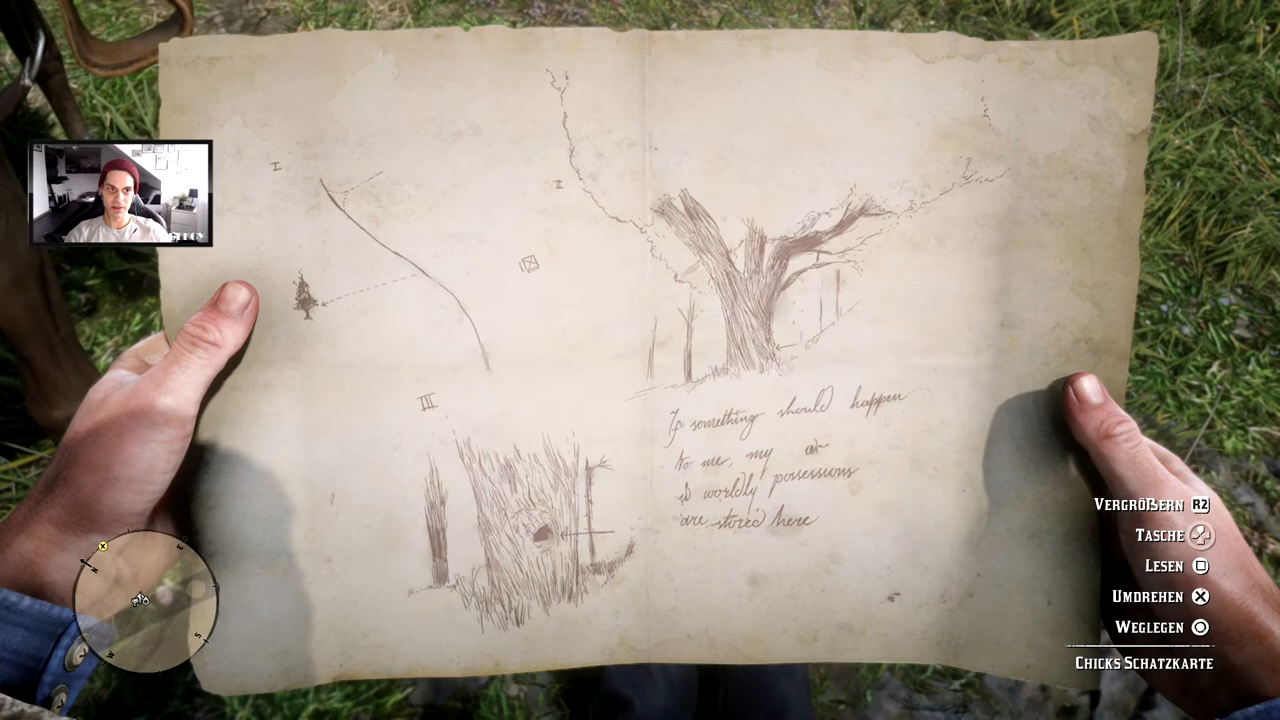 I
II
III
If something should happen
to me, my
worldly possessions
are stored here
N
E
S
W
VERGRÖßERN R2
TASCHE
LESEN
UMDREHEN
WEGLEGEN
CHICKS SCHATZKARTE